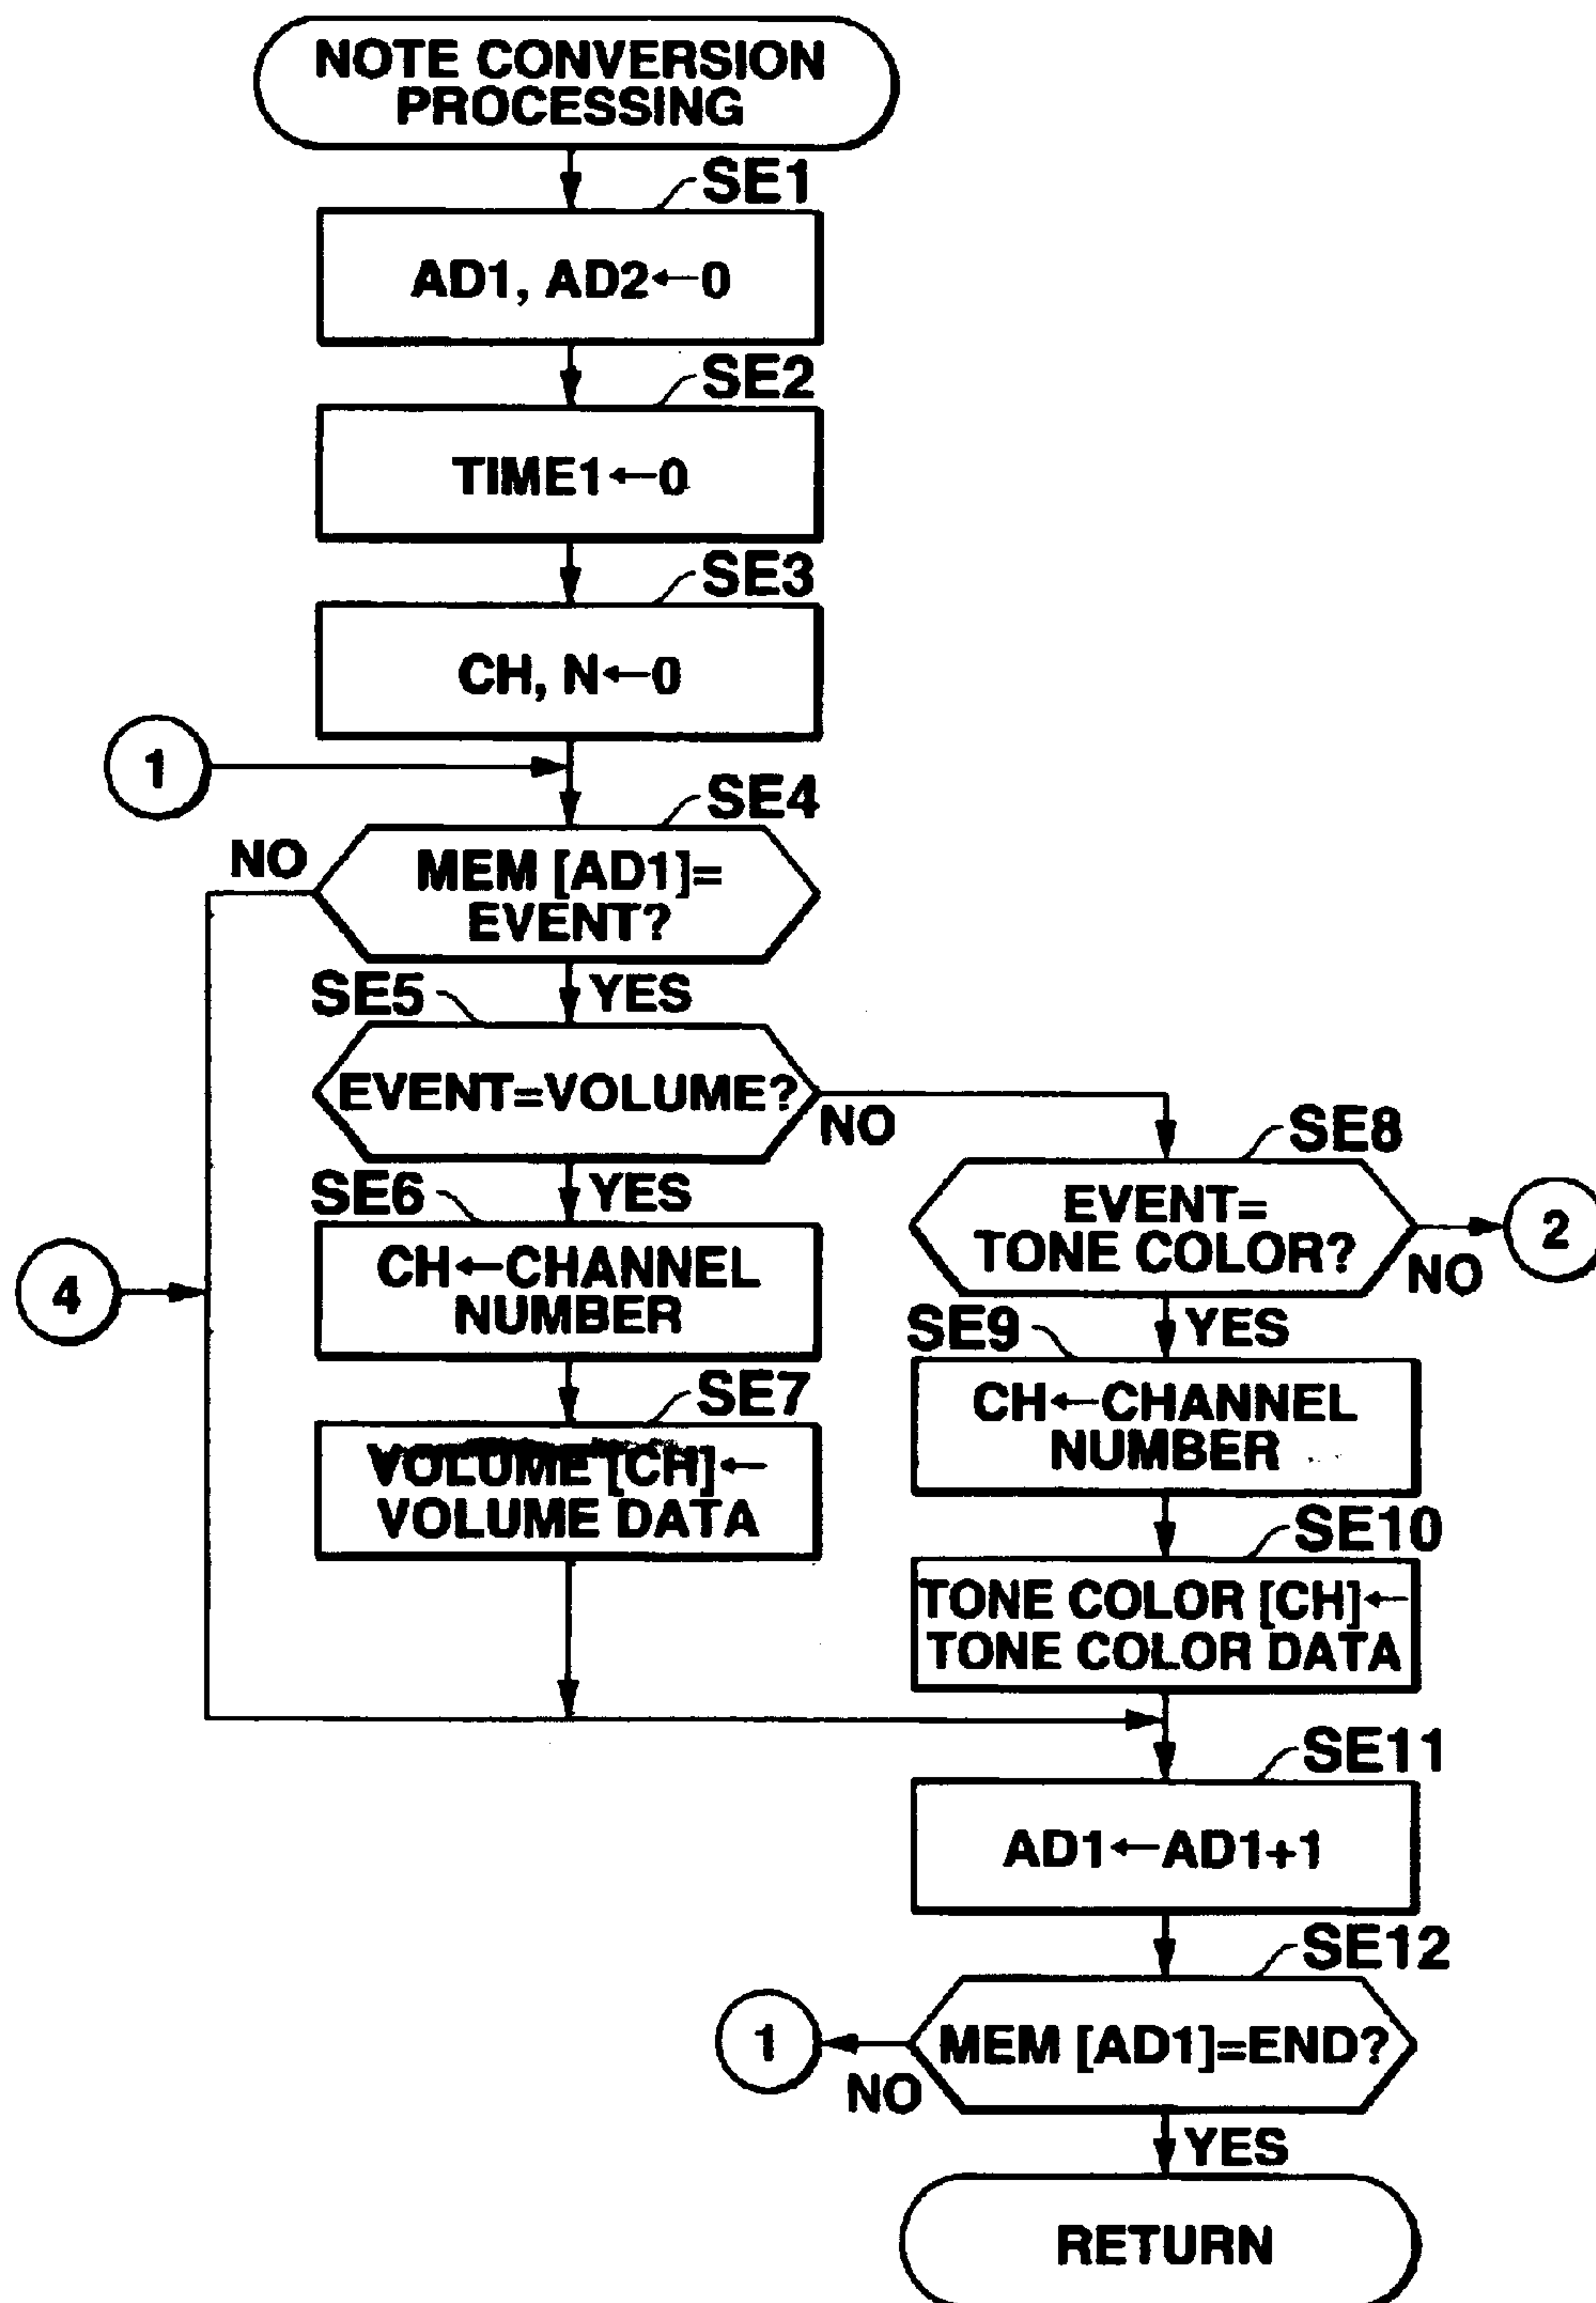 NOTE CONVERSION
PROCESSING
SE1
AD1, AD2←0
SE2
TIME1←0
SE3
CH, N←0
1
SE4
NO
MEM [AD1]=
EVENT?
SE5
YES
EVENT=VOLUME?
NO
SE8
SE6
YES
EVENT=
TONE COLOR?
2
NO
CH←CHANNEL
NUMBER
4
SE9
YES
SE7
CH←CHANNEL
NUMBER
VOLUME [CH]←
VOLUME DATA
SE10
TONE COLOR [CH]←
TONE COLOR DATA
SE11
AD1←AD1+1
SE12
1
MEM [AD1]=END?
NO
YES
RETURN